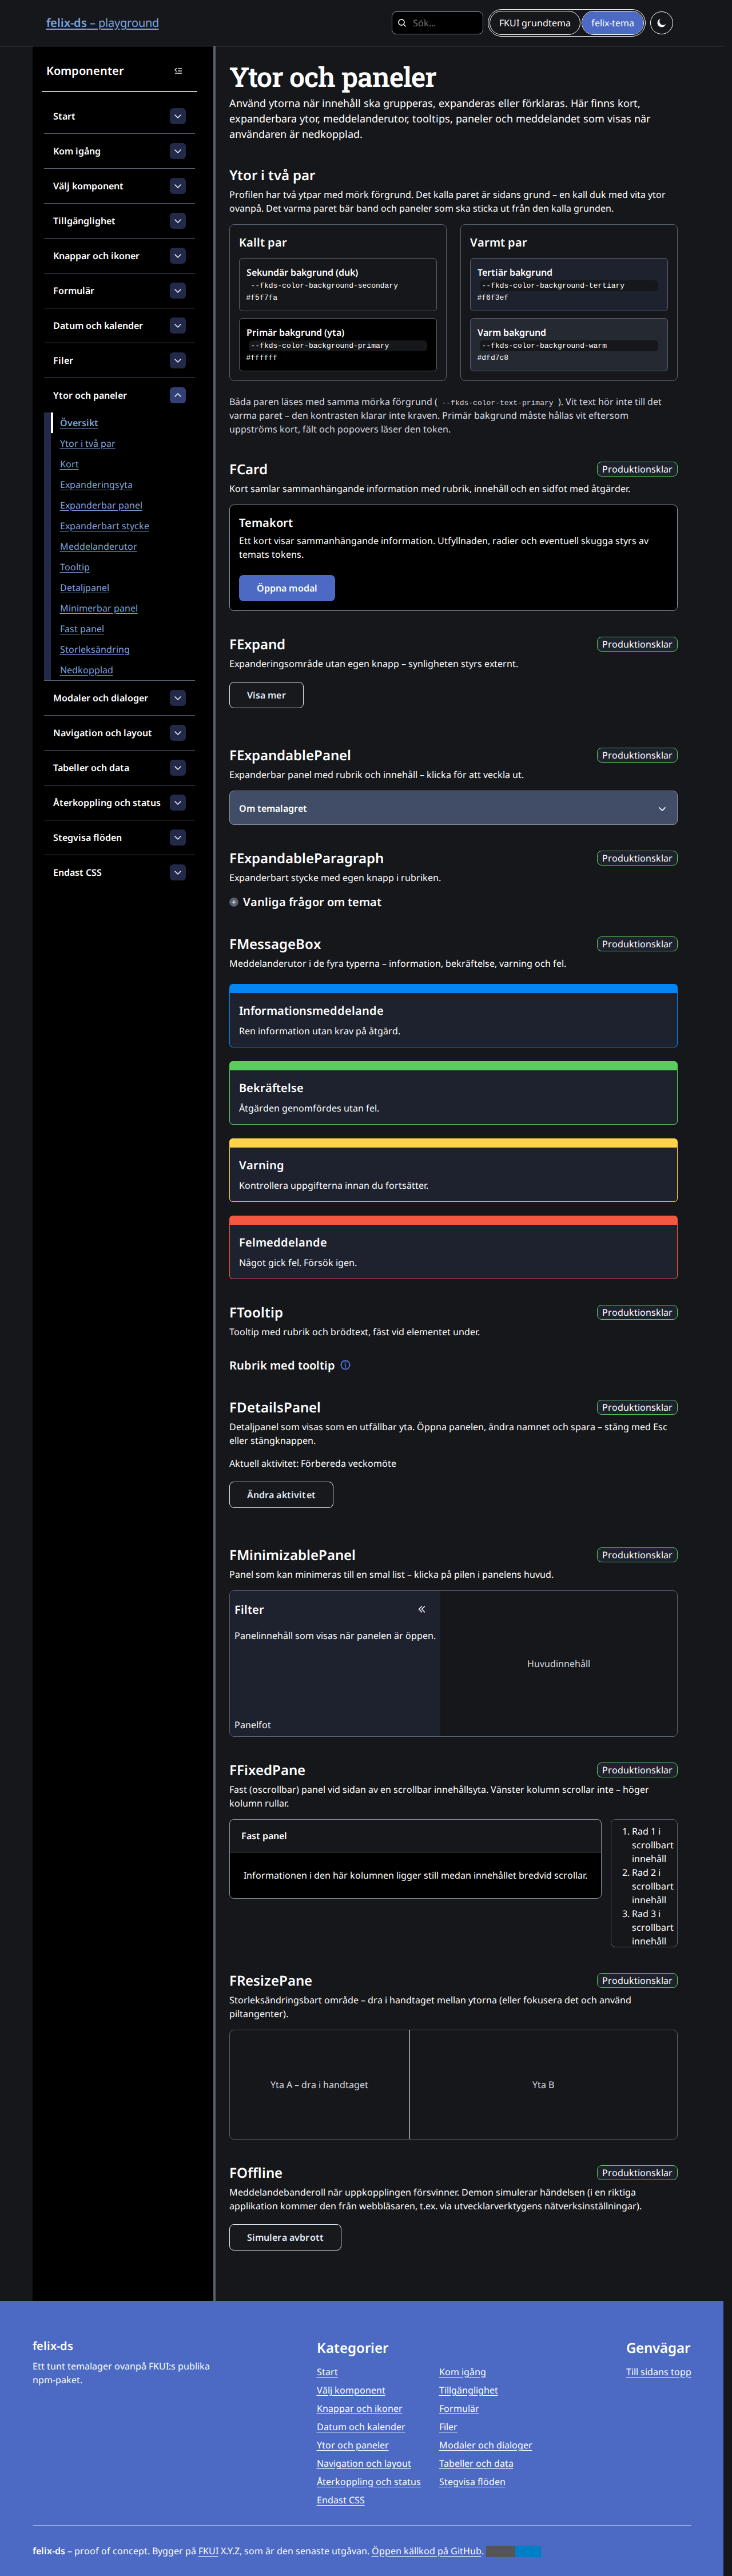 felix-ds – playground
Sök...
FKUI grundtema
felix-tema
Komponenter
Start
Kom igång
Välj komponent
Tillgänglighet
Knappar och ikoner
Formulär
Datum och kalender
Filer
Ytor och paneler
Översikt
Ytor i två par
Kort
Expanderingsyta
Expanderbar panel
Expanderbart stycke
Meddelanderutor
Tooltip
Detaljpanel
Minimerbar panel
Fast panel
Storleksändring
Nedkopplad
Modaler och dialoger
Navigation och layout
Tabeller och data
Återkoppling och status
Stegvisa flöden
Endast CSS
Ytor och paneler
Använd ytorna när innehåll ska grupperas, expanderas eller förklaras. Här finns kort,
expanderbara ytor, meddelanderutor, tooltips, paneler och meddelandet som visas när
användaren är nedkopplad.
Ytor i två par
Profilen har två ytpar med mörk förgrund. Det kalla paret är sidans grund – en kall duk med vita ytor
ovanpå. Det varma paret bär band och paneler som ska sticka ut från den kalla grunden.
Kallt par
Sekundär bakgrund (duk)
--fkds-color-background-secondary
#f5f7fa
Primär bakgrund (yta)
--fkds-color-background-primary
#ffffff
Varmt par
Tertiär bakgrund
--fkds-color-background-tertiary
#f6f3ef
Varm bakgrund
--fkds-color-background-warm
#dfd7c8
Båda paren läses med samma mörka förgrund ( --fkds-color-text-primary ). Vit text hör inte till det
varma paret – den kontrasten klarar inte kraven. Primär bakgrund måste hållas vit eftersom
uppströms kort, fält och popovers läser den token.
FCard
Produktionsklar
Kort samlar sammanhängande information med rubrik, innehåll och en sidfot med åtgärder.
Temakort
Ett kort visar sammanhängande information. Utfyllnaden, radier och eventuell skugga styrs av
temats tokens.
Öppna modal
FExpand
Produktionsklar
Expanderingsområde utan egen knapp – synligheten styrs externt.
Visa mer
FExpandablePanel
Produktionsklar
Expanderbar panel med rubrik och innehåll – klicka för att veckla ut.
Om temalagret
FExpandableParagraph
Produktionsklar
Expanderbart stycke med egen knapp i rubriken.
Vanliga frågor om temat
FMessageBox
Produktionsklar
Meddelanderutor i de fyra typerna – information, bekräftelse, varning och fel.
Informationsmeddelande
Ren information utan krav på åtgärd.
Bekräftelse
Åtgärden genomfördes utan fel.
Varning
Kontrollera uppgifterna innan du fortsätter.
Felmeddelande
Något gick fel. Försök igen.
FTooltip
Produktionsklar
Tooltip med rubrik och brödtext, fäst vid elementet under.
Rubrik med tooltip
FDetailsPanel
Produktionsklar
Detaljpanel som visas som en utfällbar yta. Öppna panelen, ändra namnet och spara – stäng med Esc
eller stängknappen.
Aktuell aktivitet: Förbereda veckomöte
Ändra aktivitet
FMinimizablePanel
Produktionsklar
Panel som kan minimeras till en smal list – klicka på pilen i panelens huvud.
Filter
Panelinnehåll som visas när panelen är öppen.
Panelfot
Huvudinnehåll
FFixedPane
Produktionsklar
Fast (oscrollbar) panel vid sidan av en scrollbar innehållsyta. Vänster kolumn scrollar inte – höger
kolumn rullar.
Fast panel
Informationen i den här kolumnen ligger still medan innehållet bredvid scrollar.
1. Rad 1 i
scrollbart
innehåll
2. Rad 2 i
scrollbart
innehåll
3. Rad 3 i
scrollbart
innehåll
FResizePane
Produktionsklar
Storleksändringsbart område – dra i handtaget mellan ytorna (eller fokusera det och använd
piltangenter).
Yta A – dra i handtaget
Yta B
FOffline
Produktionsklar
Meddelandebanderoll när uppkopplingen försvinner. Demon simulerar händelsen (i en riktig
applikation kommer den från webbläsaren, t.ex. via utvecklarverktygens nätverksinställningar).
Simulera avbrott
felix-ds
Ett tunt temalager ovanpå FKUI:s publika
npm-paket.
Kategorier
Start
Välj komponent
Knappar och ikoner
Datum och kalender
Ytor och paneler
Navigation och layout
Återkoppling och status
Endast CSS
Kom igång
Tillgänglighet
Formulär
Filer
Modaler och dialoger
Tabeller och data
Stegvisa flöden
Genvägar
Till sidans topp
felix-ds – proof of concept. Bygger på FKUI X.Y.Z, som är den senaste utgåvan. Öppen källkod på GitHub.